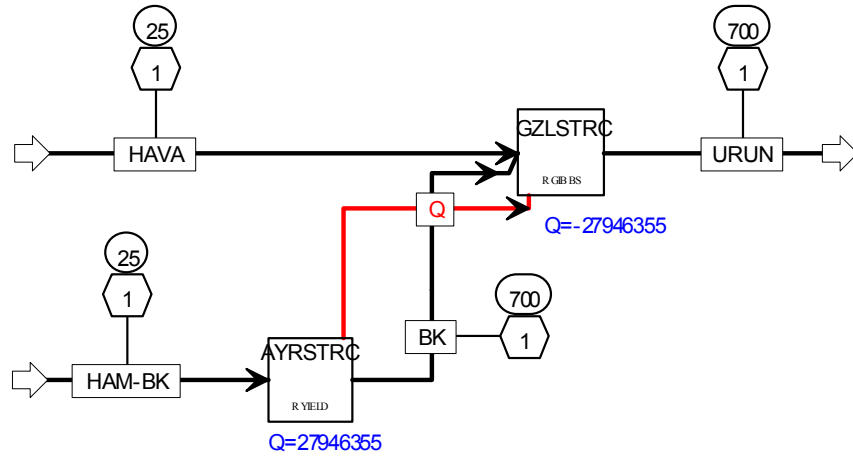 25
1
HAVA
700
1
GZLSTRC
RGIBBS
URUN
Q
Q=-27946355
25
1
HAM-BK
AYRSTRC
RYIELD
BK
700
1
Q=27946355